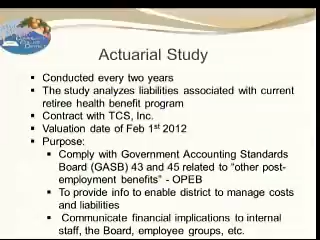 Actuarial Study
▪ Conducted every two years
▪ The study analyzes liabilities associated with current
retiree health benefit program
▪ Contract with TCS, Inc.
▪ Valuation date of Feb 1st 2012
▪ Purpose:
▪ Comply with Government Accounting Standards
Board (GASB) 43 and 45 related to “other post-
employment benefits” - OPEB
▪ To provide info to enable district to manage costs
and liabilities
▪ Communicate financial implications to internal
staff, the Board, employee groups, etc.